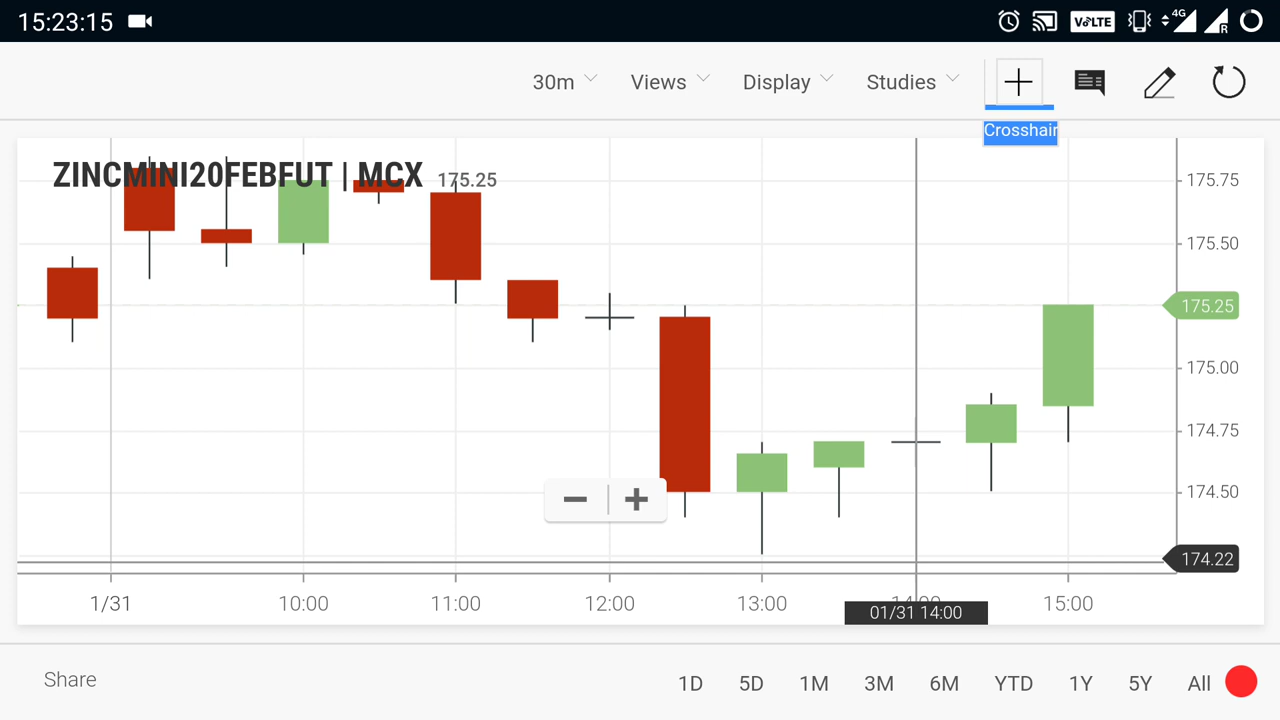 15:23:15 VoLTE 4G R
30m Views Display Studies
Crosshair
ZINCMINI20FEBFUT | MCX 175.25
175.75
175.50
175.25
175.00
174.75
174.50
174.22
1/31 10:00 11:00 12:00 13:00 14:00 15:00
01/31 14:00
Share 1D 5D 1M 3M 6M YTD 1Y 5Y All